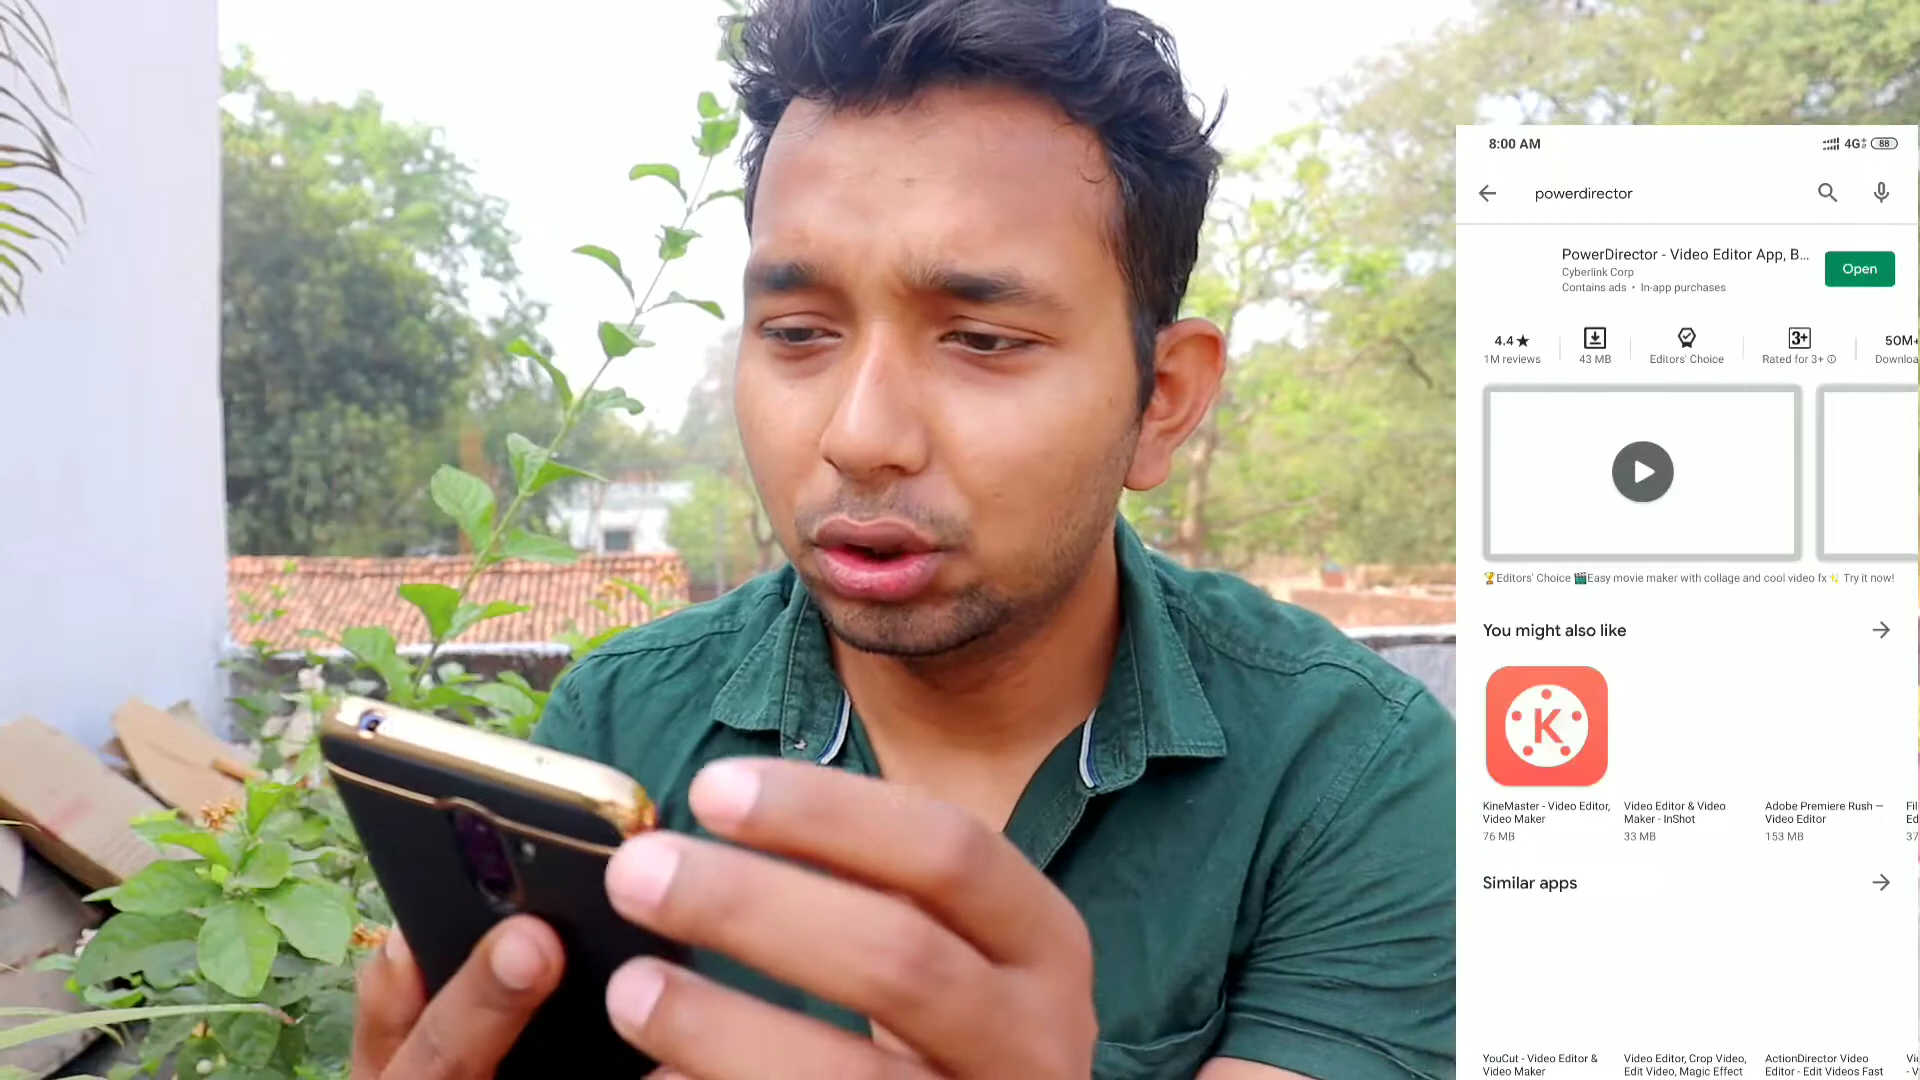 8:00 AM 4G+ 88
powerdirector
PowerDirector - Video Editor App, B...
Cyberlink Corp
Contains ads • In-app purchases
Open
4.4★ 3+ 50M+
1M reviews 43 MB Editors' Choice Rated for 3+
🏆Editors' Choice 🎬Easy movie maker with collage and cool video fx✨ Try it now!
You might also like
K
KineMaster - Video Editor, Video Editor & Video Adobe Premiere Rush —
Video Maker Maker - InShot Video Editor
76 MB 33 MB 153 MB
Similar apps
YouCut - Video Editor & Video Editor, Crop Video, ActionDirector Video
Video Maker Edit Video, Magic Effect Editor - Edit Videos Fast